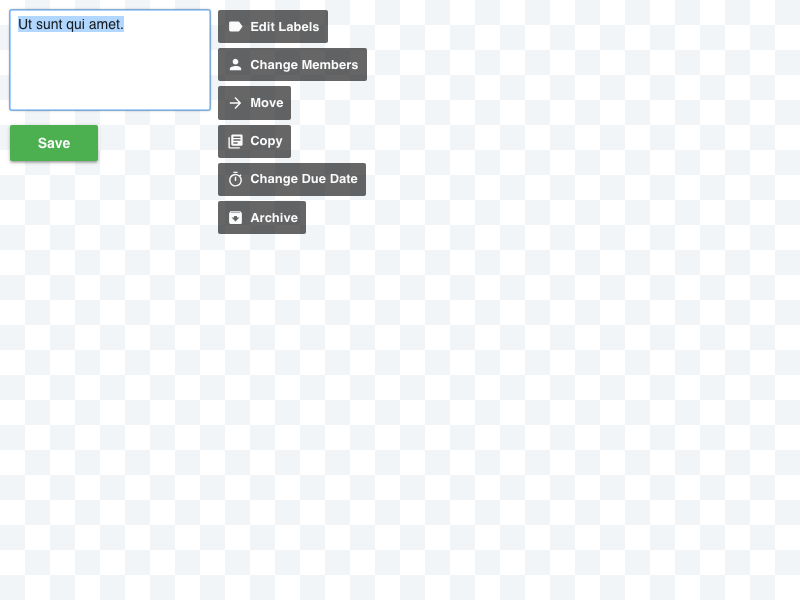 Ut sunt qui amet.
Save
Edit Labels
Change Members
Move
Copy
Change Due Date
Archive